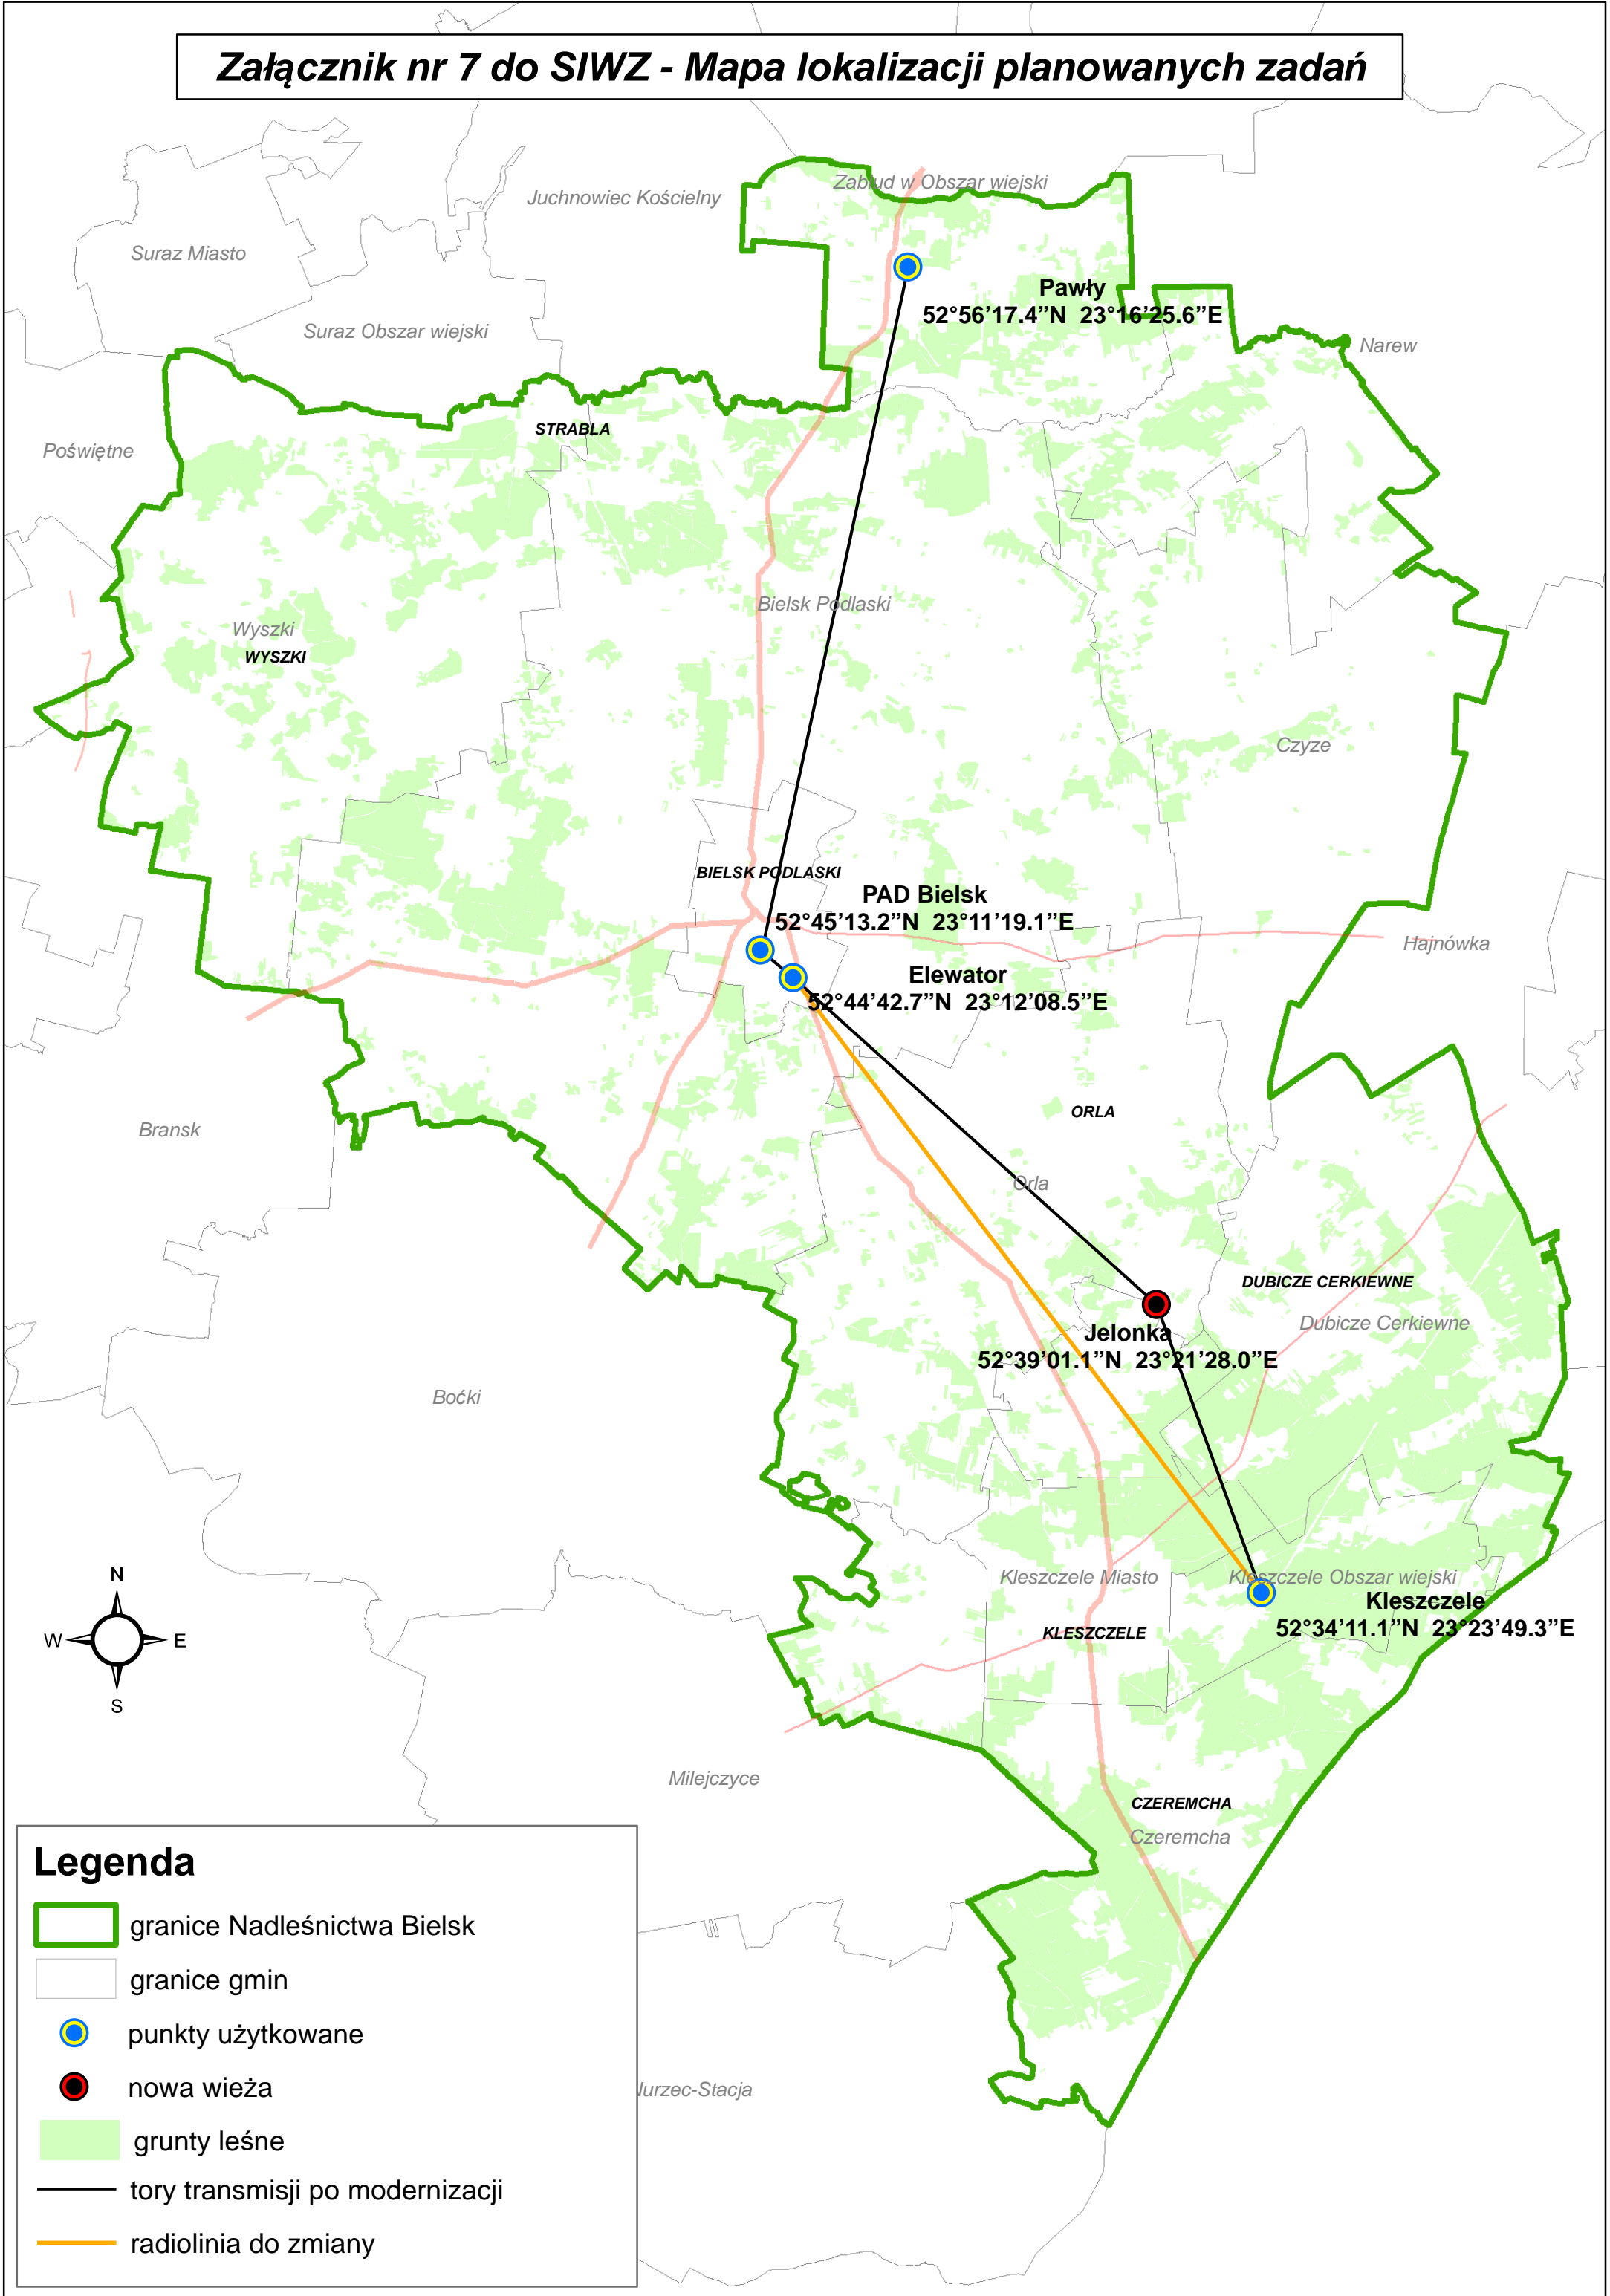 Załącznik nr 7 do SIWZ - Mapa lokalizacji planowanych zadań
Zabłud w Obszar wiejski
Juchnowiec Kościelny
Suraz Miasto
Pawły
52°56'17.4”N 23°16'25.6”E
Suraz Obszar wiejski
Narew
STRABLA
Poświętne
Bielsk Podlaski
Wyszki
WYSZKI
Czyze
BIELSK PODLASKI
PAD Bielsk
52°45'13.2”N 23°11'19.1”E
Hajnówka
Elewator
52°44'42.7”N 23°12'08.5”E
ORLA
Bransk
Orla
DUBICZE CERKIEWNE
Dubicze Cerkiewne
Jelonka
52°39'01.1”N 23°21'28.0”E
Boćki
Kleszczele Miasto
Kleszczele Obszar wiejski
Kleszczele
52°34'11.1”N 23°23'49.3”E
KLESZCZELE
N
W
E
S
Milejczyce
CZEREMCHA
Czeremcha
Legenda
granice Nadleśnictwa Bielsk
granice gmin
punkty użytkowane
nowa wieża
urzec-Stacja
grunty leśne
tory transmisji po modernizacji
radiolinia do zmiany